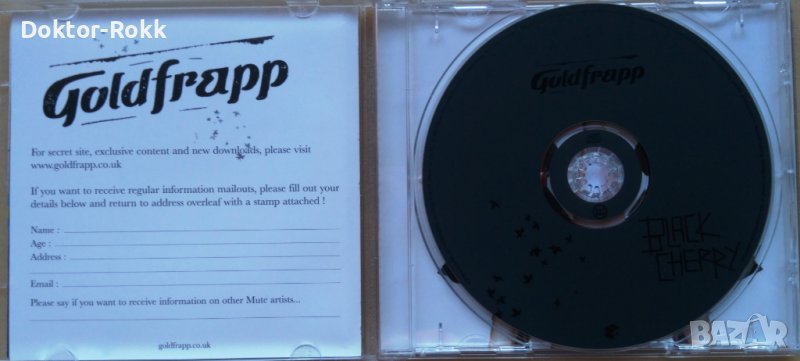 Doktor-Rokk
Goldfrapp
For secret site, exclusive content and new downloads, please visit
www.goldfrapp.co.uk
If you want to receive regular information mailouts, please fill out your
details below and return to address overleaf with a stamp attached !
Name :
Age :
Address :
Email :
Please say if you want to receive information on other Mute artists...
goldfrapp.co.uk
Goldfrapp
BLACK
CHERRY
BAZAR